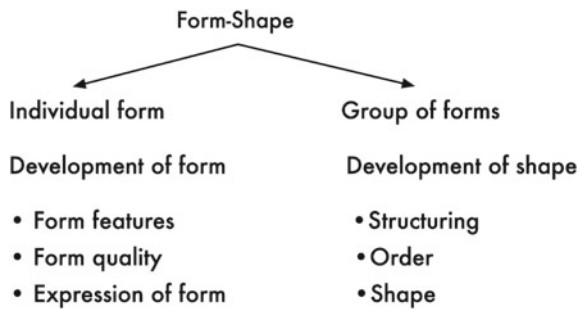 Form-Shape
Individual form
Development of form
• Form features
• Form quality
• Expression of form
Group of forms
Development of shape
• Structuring
• Order
• Shape